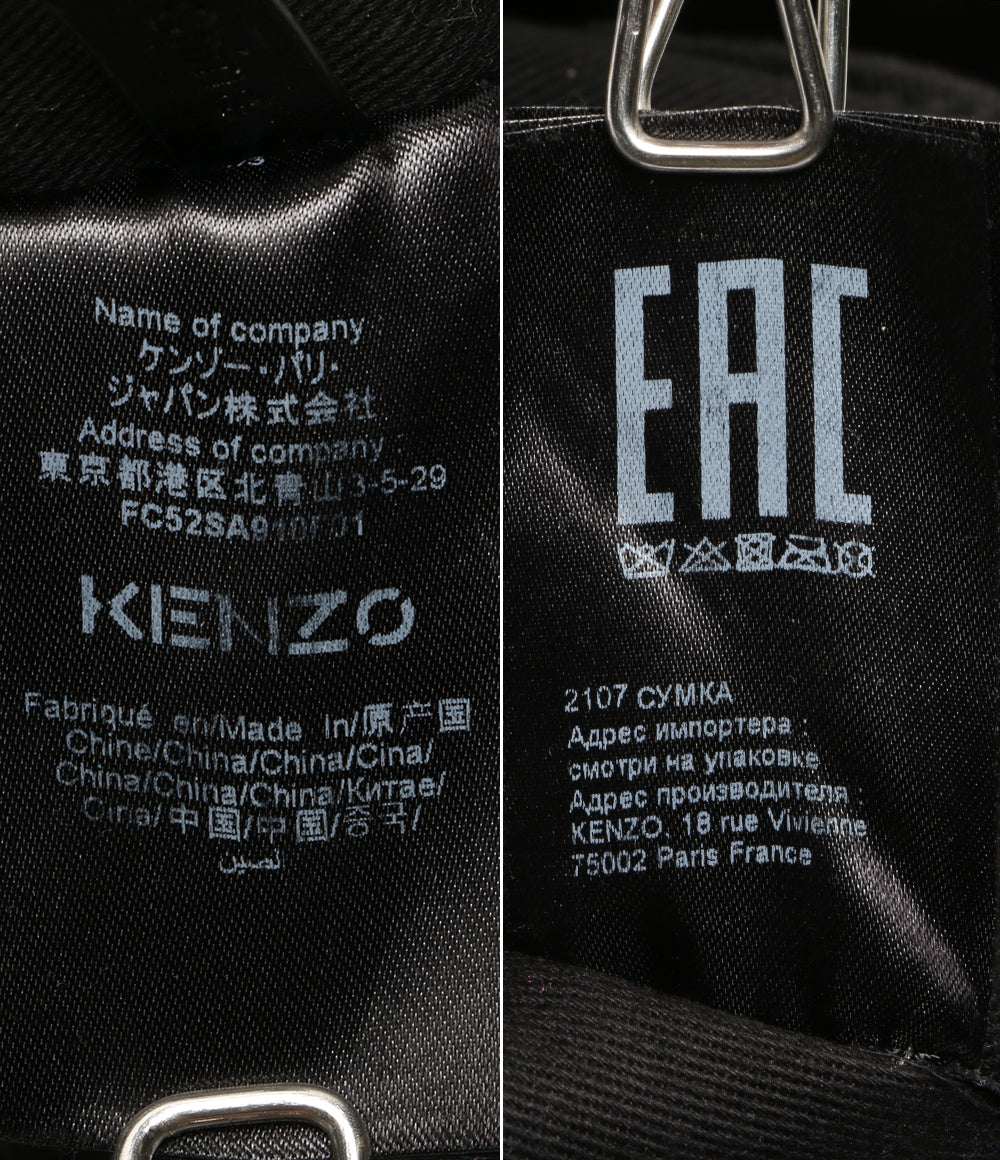 Name of company :
ケンゾー・パリ・
ジャパン株式会社
Address of company :
東京都港区北青山3-5-29
FC52SA910F01
KENZO
Fabriqué en/Made In/原产国
Chine/China/China/Cina/
China/China/China/Китае/
Cina/中国/中国/중국/
الصين
EAC
2107 СУМКА
Адрес импортера :
смотри на упаковке
Адрес производителя :
KENZO, 18 rue Vivienne
75002 Paris France